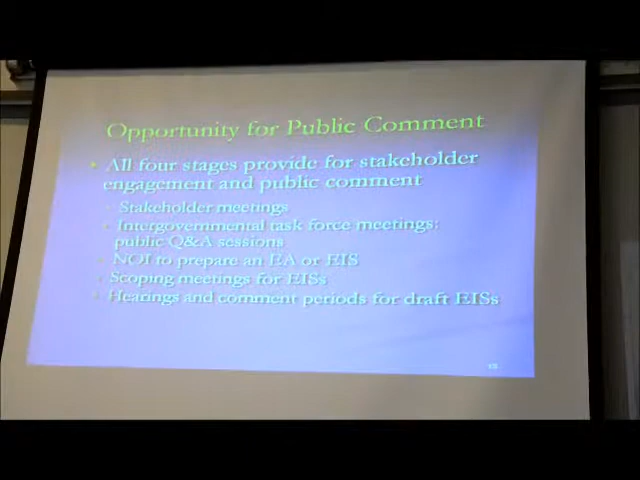 Opportunity for Public Comment
All four stages provide for stakeholder
engagement and public comment
Stakeholder meetings
Intergovernmental task force meetings:
public Q&A sessions
NOI to prepare an EA or EIS
Scoping meetings for EISs
Hearings and comment periods for draft EISs